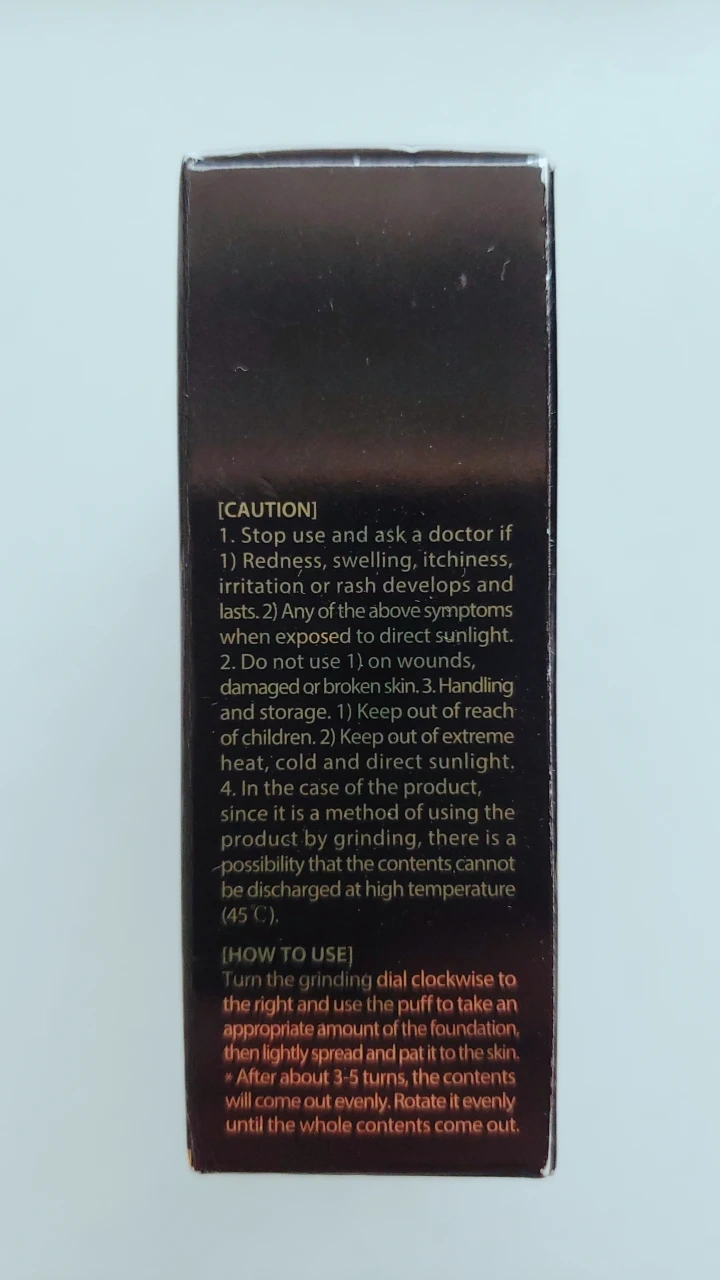 [CAUTION]
1. Stop use and ask a doctor if
1) Redness, swelling, itchiness,
irritation or rash develops and
lasts. 2) Any of the above symptoms
when exposed to direct sunlight.
2. Do not use 1) on wounds,
damaged or broken skin. 3. Handling
and storage. 1) Keep out of reach
of children. 2) Keep out of extreme
heat, cold and direct sunlight.
4. In the case of the product,
since it is a method of using the
product by grinding, there is a
possibility that the contents cannot
be discharged at high temperature
(45℃).
[HOW TO USE]
Turn the grinding dial clockwise to
the right and use the puff to take an
appropriate amount of the foundation,
then lightly spread and pat it to the skin.
* After about 3-5 turns, the contents
will come out evenly. Rotate it evenly
until the whole contents come out.